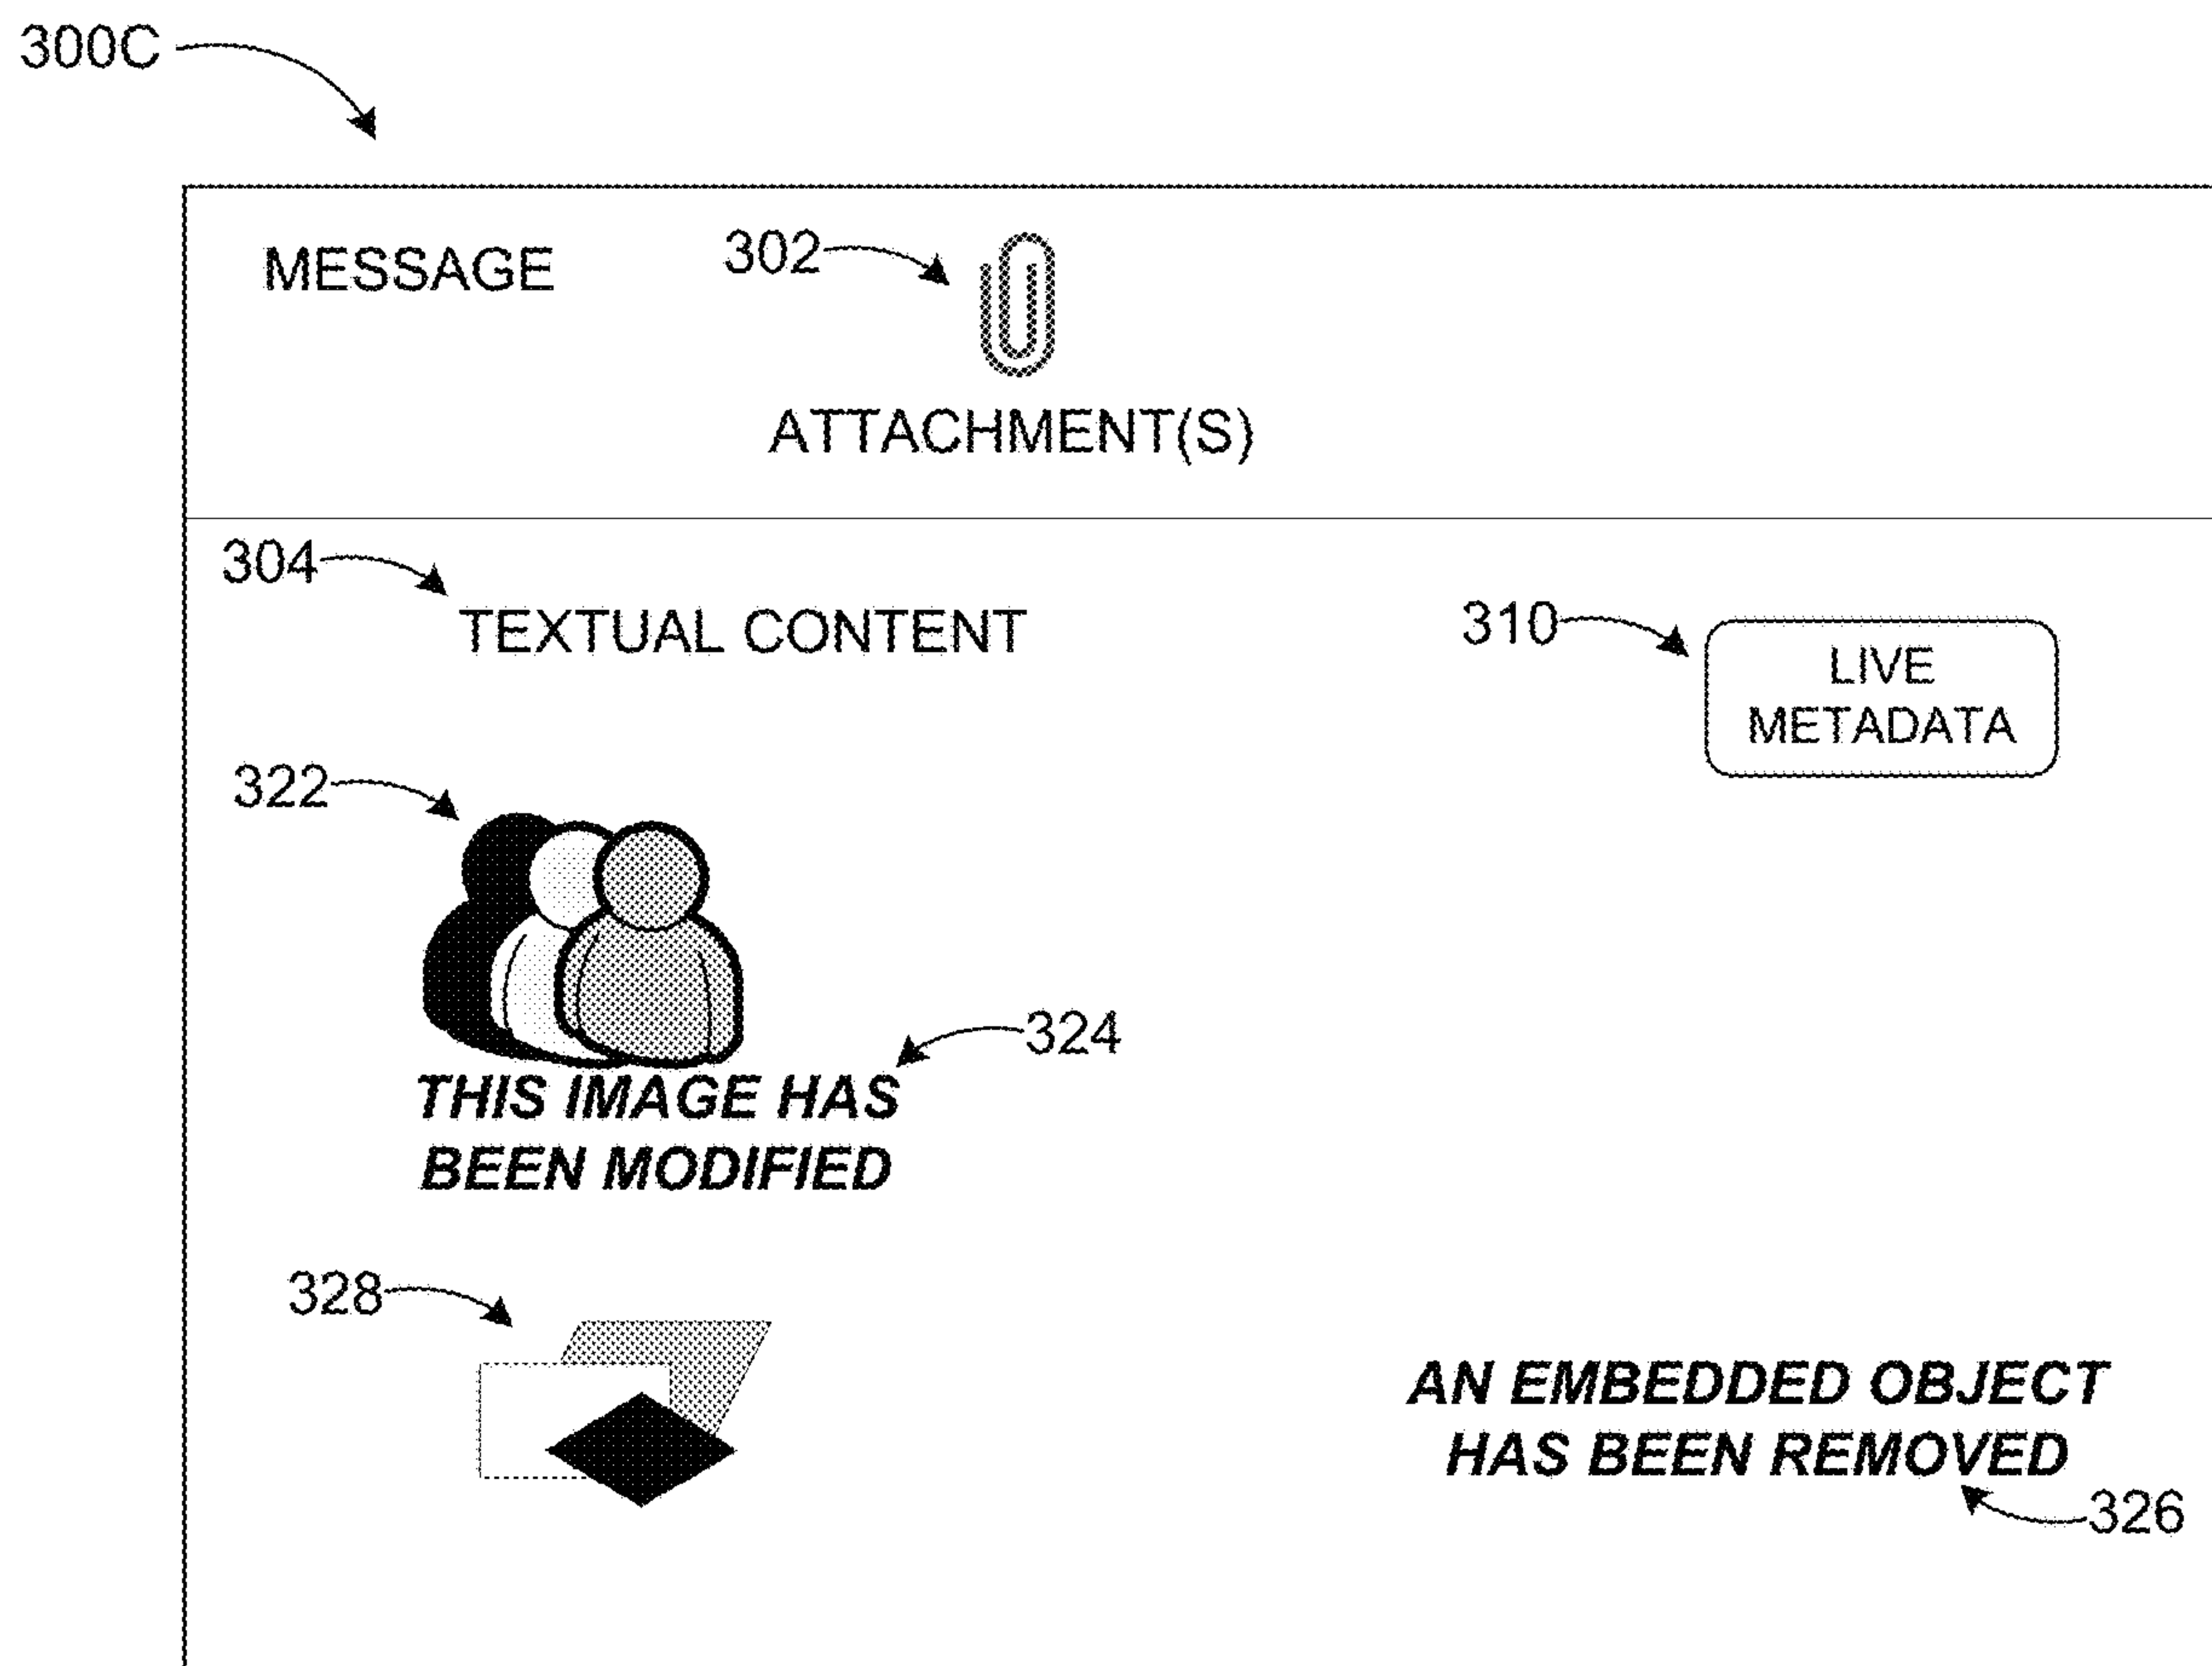 300C
MESSAGE
302
ATTACHMENT(S)
304
TEXTUAL CONTENT
310
LIVE
METADATA
322
324
THIS IMAGE HAS
BEEN MODIFIED
328
AN EMBEDDED OBJECT
HAS BEEN REMOVED
326